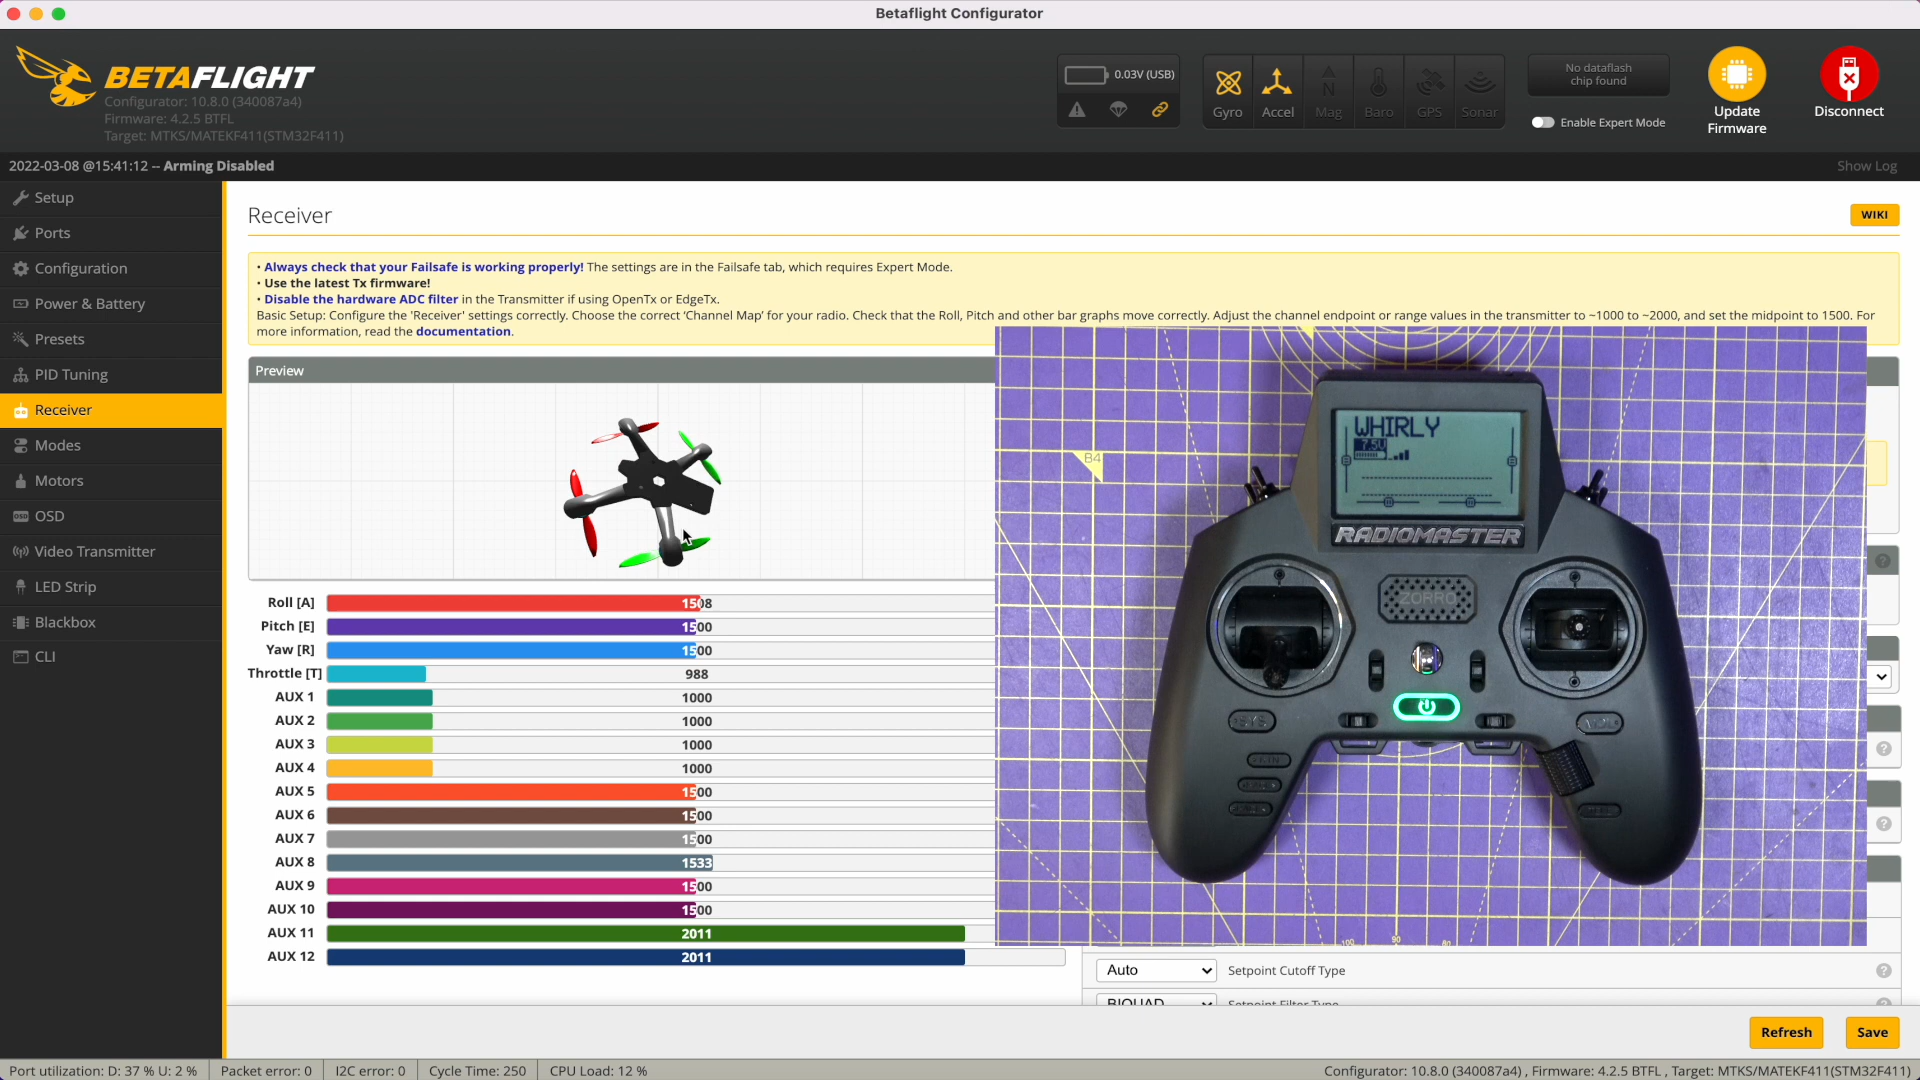 Betaflight Configurator
BETAFLIGHT
Configurator: 10.8.0 (340087a4)
Firmware: 4.2.5 BTFL
Target: MTKS/MATEKF411(STM32F411)
0.03V (USB)
Gyro
Accel
Mag
Baro
GPS
Sonar
No dataflash
chip found
Enable Expert Mode
Update
Firmware
Disconnect
2022-03-08 @15:41:12 -- Arming Disabled
Show Log
Setup
Ports
Configuration
Power & Battery
Presets
PID Tuning
Receiver
Modes
Motors
OSD
Video Transmitter
LED Strip
Blackbox
CLI
Receiver
WIKI
• Always check that your Failsafe is working properly! The settings are in the Failsafe tab, which requires Expert Mode.
• Use the latest Tx firmware!
• Disable the hardware ADC filter in the Transmitter if using OpenTx or EdgeTx.
Basic Setup: Configure the 'Receiver' settings correctly. Choose the correct 'Channel Map' for your radio. Check that the Roll, Pitch and other bar graphs move correctly. Adjust the channel endpoint or range values in the transmitter to ~1000 to ~2000, and set the midpoint to 1500. For
more information, read the documentation.
Preview
Roll [A] 1508
Pitch [E] 1500
Yaw [R] 1500
Throttle [T] 988
AUX 1 1000
AUX 2 1000
AUX 3 1000
AUX 4 1000
AUX 5 1500
AUX 6 1500
AUX 7 1500
AUX 8 1533
AUX 9 1500
AUX 10 1500
AUX 11 2011
AUX 12 2011
B4
WHIRLY
7.5V
RADIOMASTER
ZORRO
SYS
100
90
80
Auto
Setpoint Cutoff Type
BIQUAD
Setpoint Filter Type
Refresh
Save
Port utilization: D: 37 % U: 2 %
Packet error: 0
I2C error: 0
Cycle Time: 250
CPU Load: 12 %
Configurator: 10.8.0 (340087a4) , Firmware: 4.2.5 BTFL , Target: MTKS/MATEKF411(STM32F411)